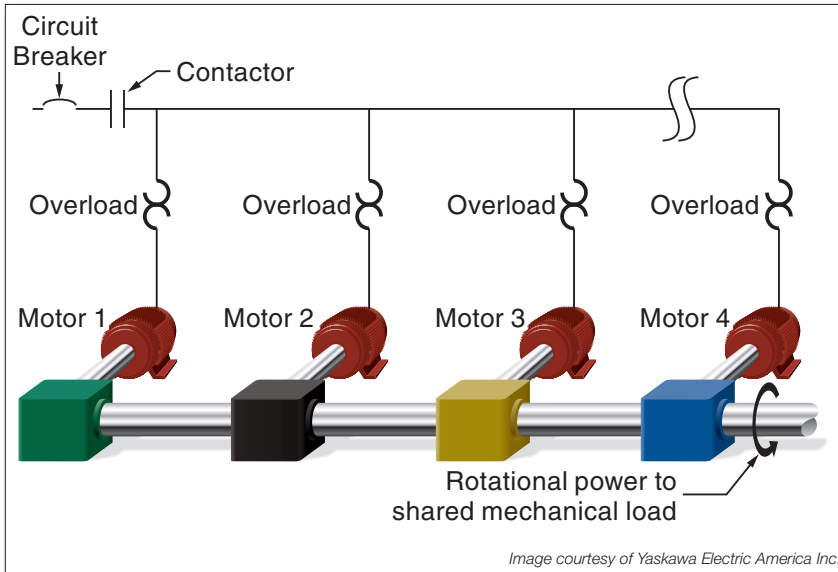 Circuit
Breaker
Contactor
Overload
Overload
Overload
Overload
Motor 1
Motor 2
Motor 3
Motor 4
Rotational power to
shared mechanical load
Image courtesy of Yaskawa Electric America Inc.